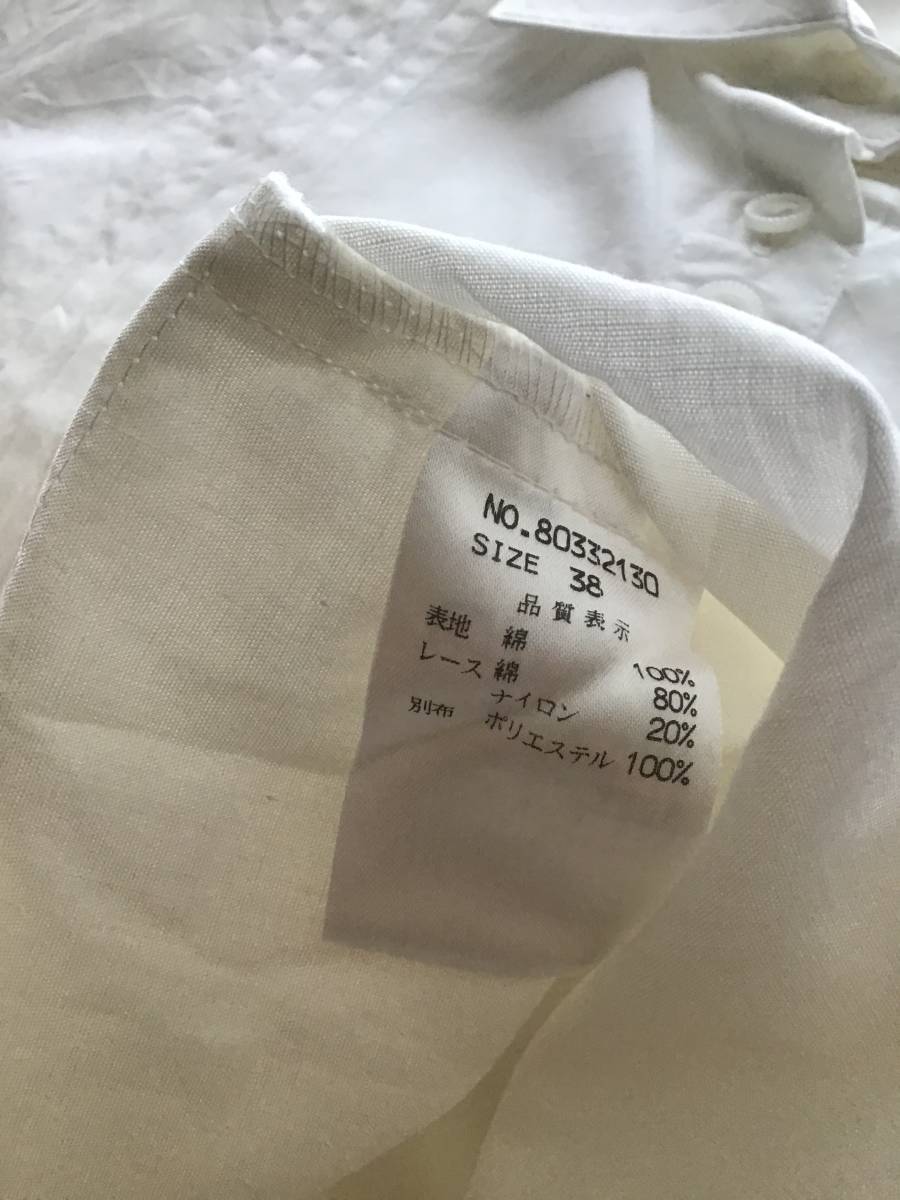 NO.80332130
SIZE 38
品質表示
表地 綿 100%
レース 綿 80%
ナイロン 20%
別布 ポリエステル 100%